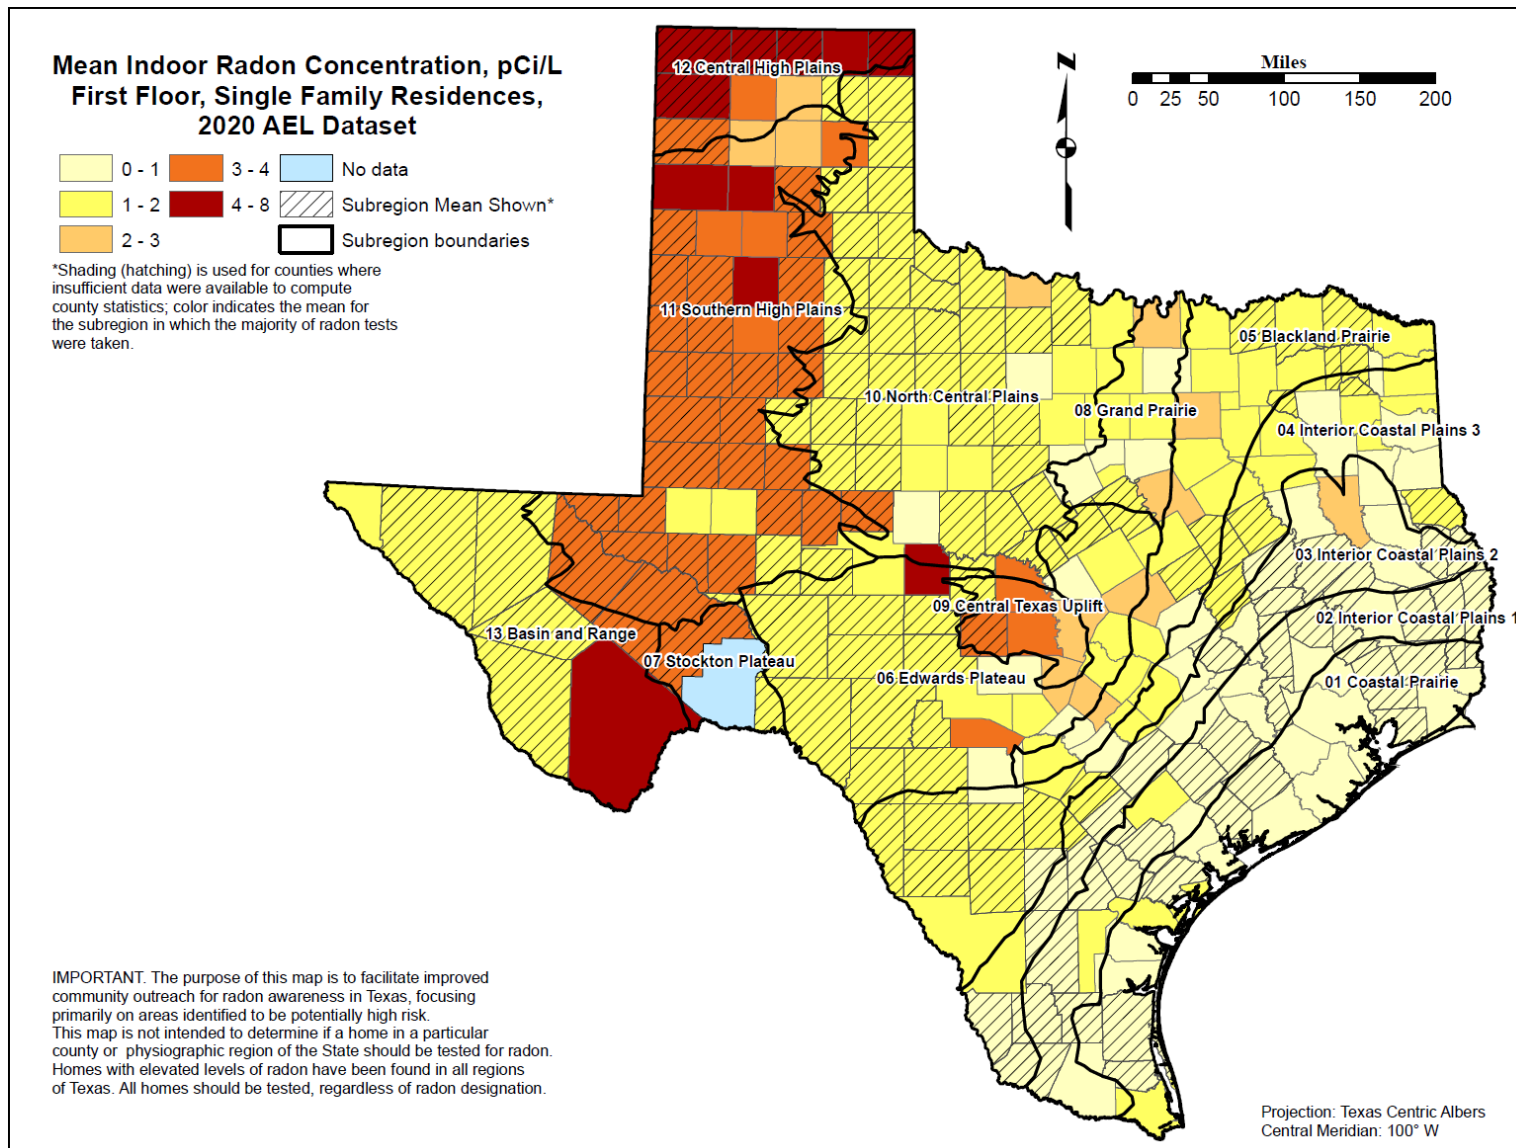 Mean Indoor Radon Concentration, pCi/L
First Floor, Single Family Residences,
2020 AEL Dataset
0 - 1
3 - 4
No data
1 - 2
4 - 8
Subregion Mean Shown*
2 - 3
Subregion boundaries
*Shading (hatching) is used for counties where
insufficient data were available to compute
county statistics; color indicates the mean for
the subregion in which the majority of radon tests
were taken.
N
Miles
0 25 50 100 150 200
12 Central High Plains
11 Southern High Plains
05 Blackland Prairie
10 North Central Plains
08 Grand Prairie
04 Interior Coastal Plains 3
03 Interior Coastal Plains 2
09 Central Texas Uplift
02 Interior Coastal Plains 1
13 Basin and Range
07 Stockton Plateau
06 Edwards Plateau
01 Coastal Prairie
IMPORTANT. The purpose of this map is to facilitate improved
community outreach for radon awareness in Texas, focusing
primarily on areas identified to be potentially high risk.
This map is not intended to determine if a home in a particular
county or physiographic region of the State should be tested for radon.
Homes with elevated levels of radon have been found in all regions
of Texas. All homes should be tested, regardless of radon designation.
Projection: Texas Centric Albers
Central Meridian: 100° W